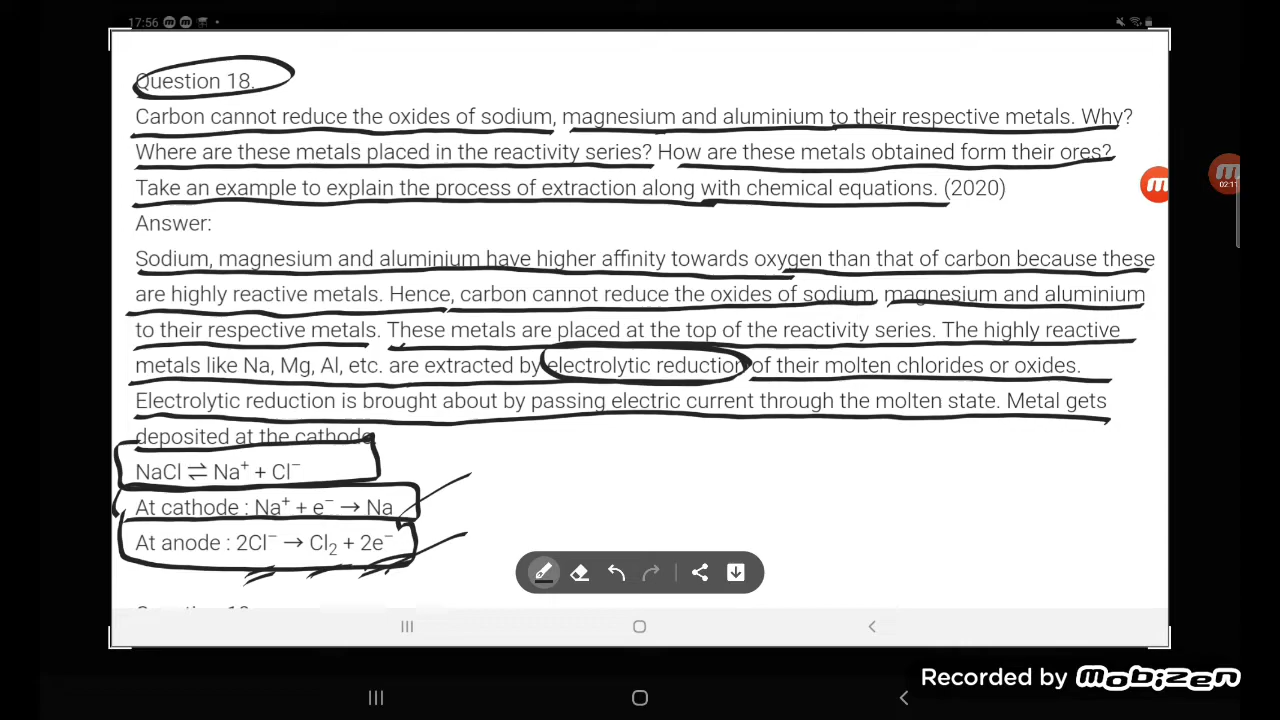 17:56
Question 18.
Carbon cannot reduce the oxides of sodium, magnesium and aluminium to their respective metals. Why?
Where are these metals placed in the reactivity series? How are these metals obtained form their ores?
Take an example to explain the process of extraction along with chemical equations. (2020)
Answer:
Sodium, magnesium and aluminium have higher affinity towards oxygen than that of carbon because these
are highly reactive metals. Hence, carbon cannot reduce the oxides of sodium, magnesium and aluminium
to their respective metals. These metals are placed at the top of the reactivity series. The highly reactive
metals like Na, Mg, Al, etc. are extracted by electrolytic reduction of their molten chlorides or oxides.
Electrolytic reduction is brought about by passing electric current through the molten state. Metal gets
deposited at the cathode.
NaCl ⇌ Na⁺ + Cl⁻
At cathode : Na⁺ + e⁻ → Na
At anode : 2Cl⁻ → Cl₂ + 2e⁻
Recorded by mobizen